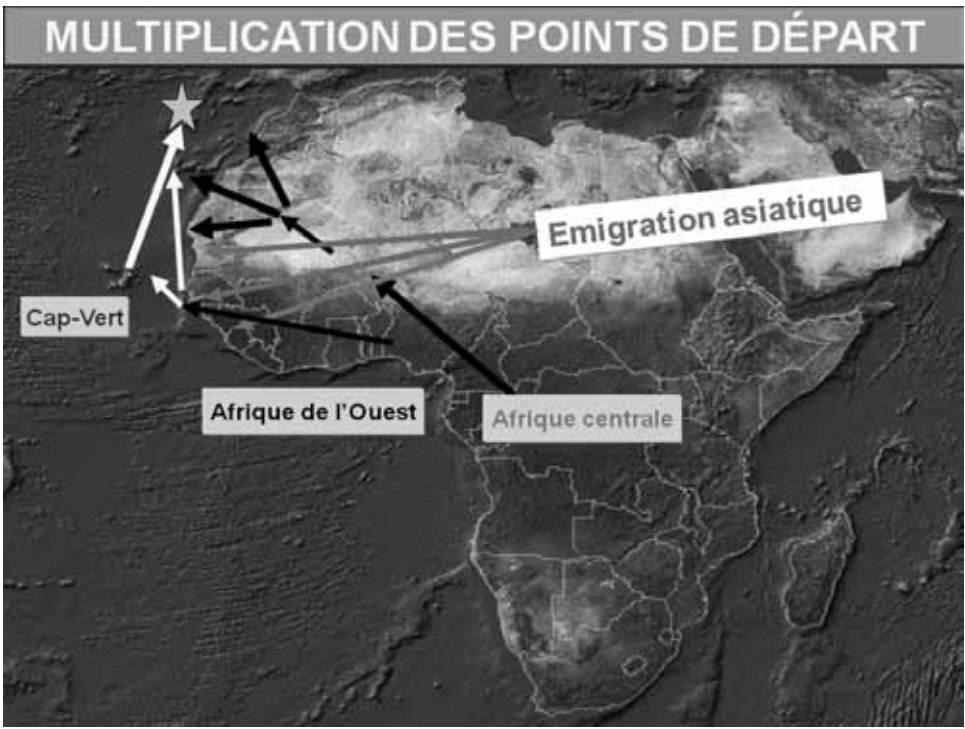 MULTIPLICATION DES POINTS DE DÉPART
Emigration asiatique
Cap-Vert
Afrique de l'Ouest
Afrique centrale